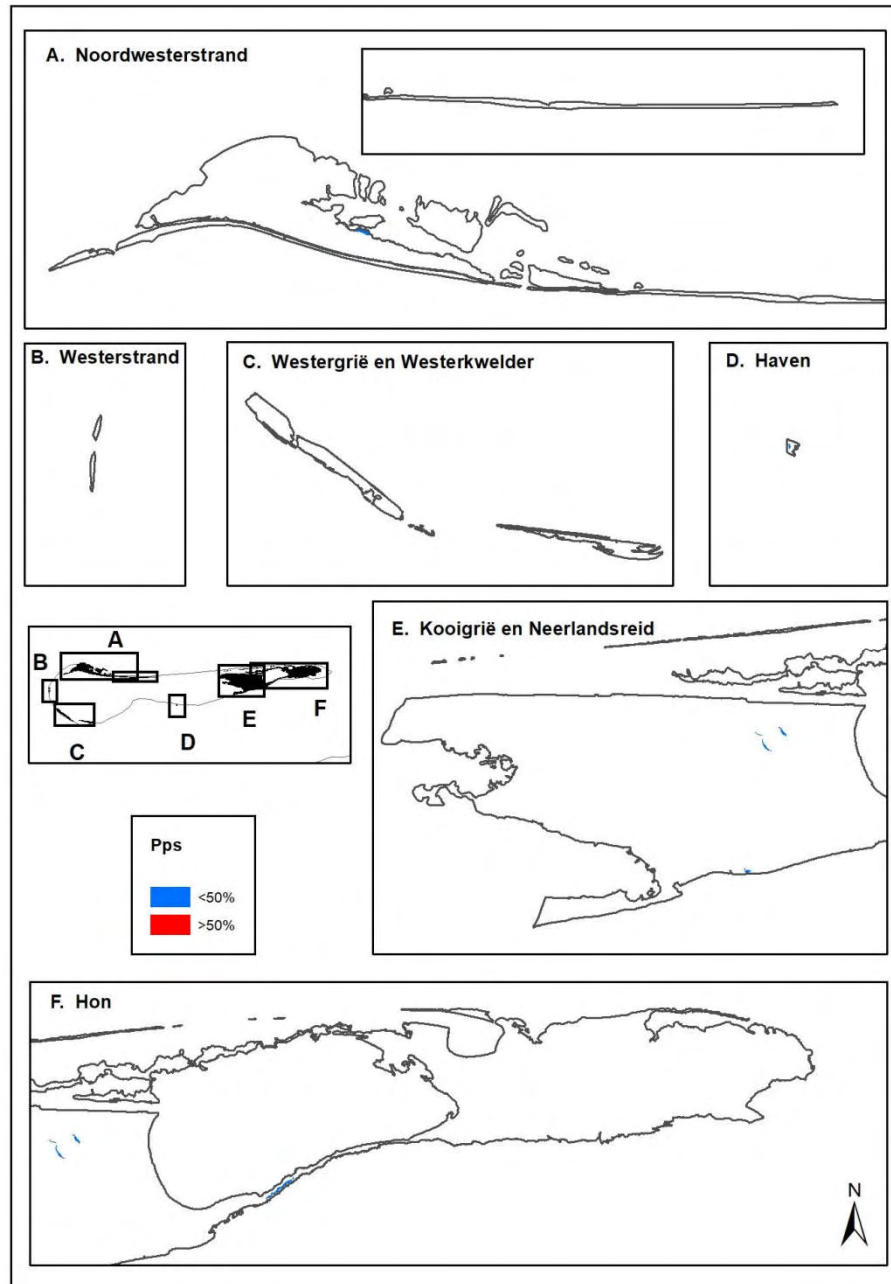 A. Noordwesterstrand
B. Westerstrand
C. Westergrië en Westerkwelder
D. Haven
A
B
C
D
E
F
E. Kooigrië en Neerlandsreid
Pps
<50%
>50%
F. Hon
N